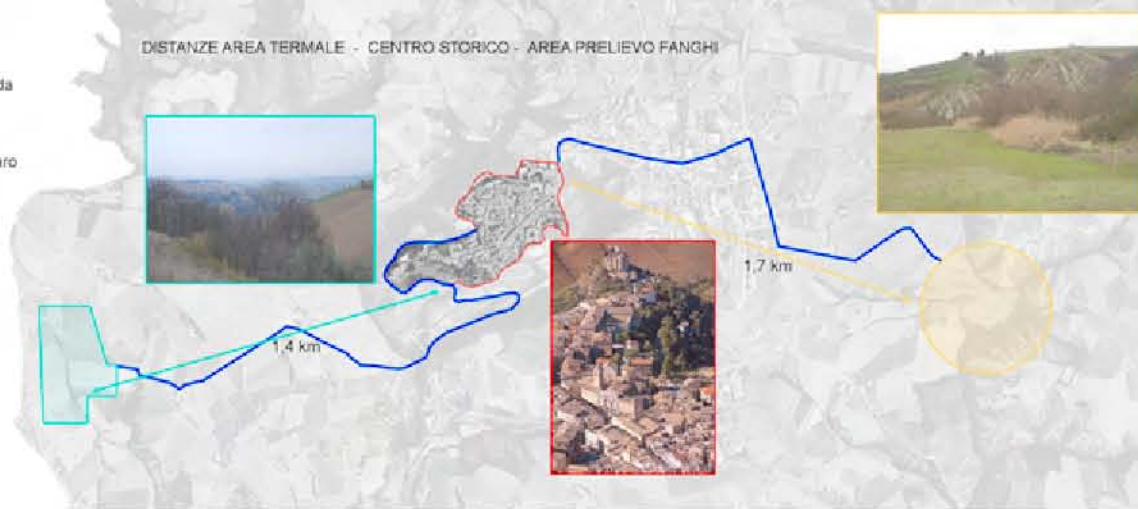 DISTANZE AREA TERMALE - CENTRO STORICO - AREA PRELIEVO FANGHI
1,7 km
1,4 km